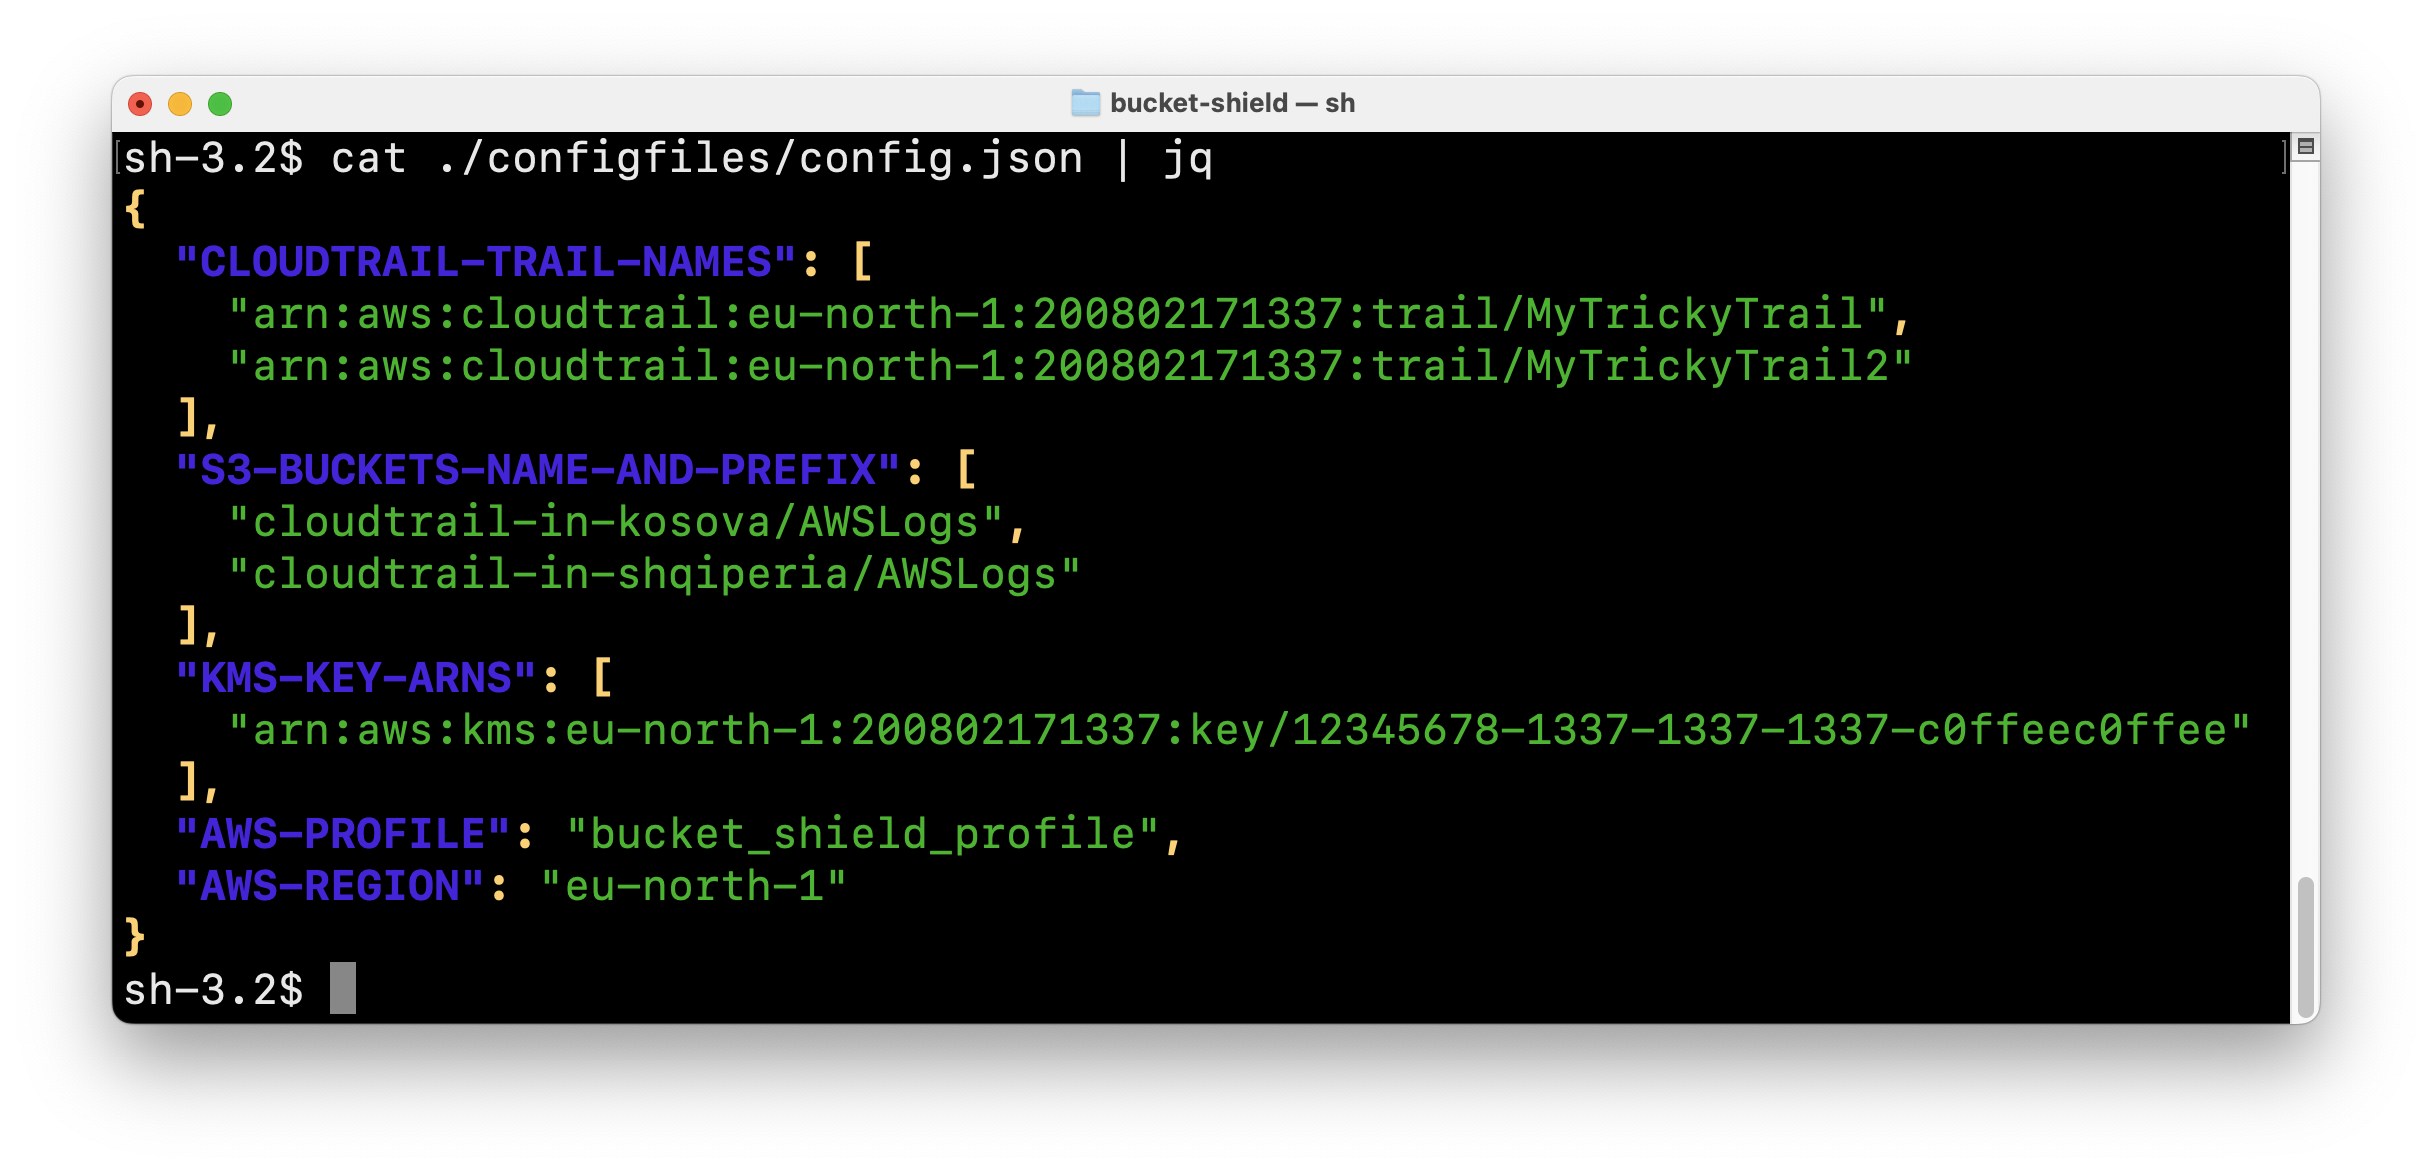 bucket-shield — sh
sh-3.2$ cat ./configfiles/config.json | jq
{
  "CLOUDTRAIL-TRAIL-NAMES": [
    "arn:aws:cloudtrail:eu-north-1:200802171337:trail/MyTrickyTrail",
    "arn:aws:cloudtrail:eu-north-1:200802171337:trail/MyTrickyTrail2"
  ],
  "S3-BUCKETS-NAME-AND-PREFIX": [
    "cloudtrail-in-kosova/AWSLogs",
    "cloudtrail-in-shqiperia/AWSLogs"
  ],
  "KMS-KEY-ARNS": [
    "arn:aws:kms:eu-north-1:200802171337:key/12345678-1337-1337-1337-c0ffeec0ffee"
  ],
  "AWS-PROFILE": "bucket_shield_profile",
  "AWS-REGION": "eu-north-1"
}
sh-3.2$